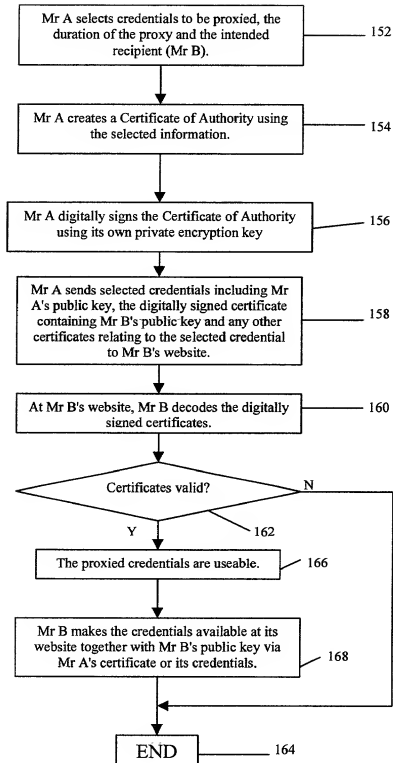 Mr A selects credentials to be proxied, the
duration of the proxy and the intended
recipient (Mr B).
152
Mr A creates a Certificate of Authority using
the selected information.
154
Mr A digitally signs the Certificate of Authority
using its own private encryption key
156
Mr A sends selected credentials including Mr
A's public key, the digitally signed certificate
containing Mr B's public key and any other
certificates relating to the selected credential
to Mr B's website.
158
At Mr B's website, Mr B decodes the digitally
signed certificates.
160
Certificates valid?
N
Y
162
The proxied credentials are useable.
166
Mr B makes the credentials available at its
website together with Mr B's public key via
Mr A's certificate or its credentials.
168
END
164